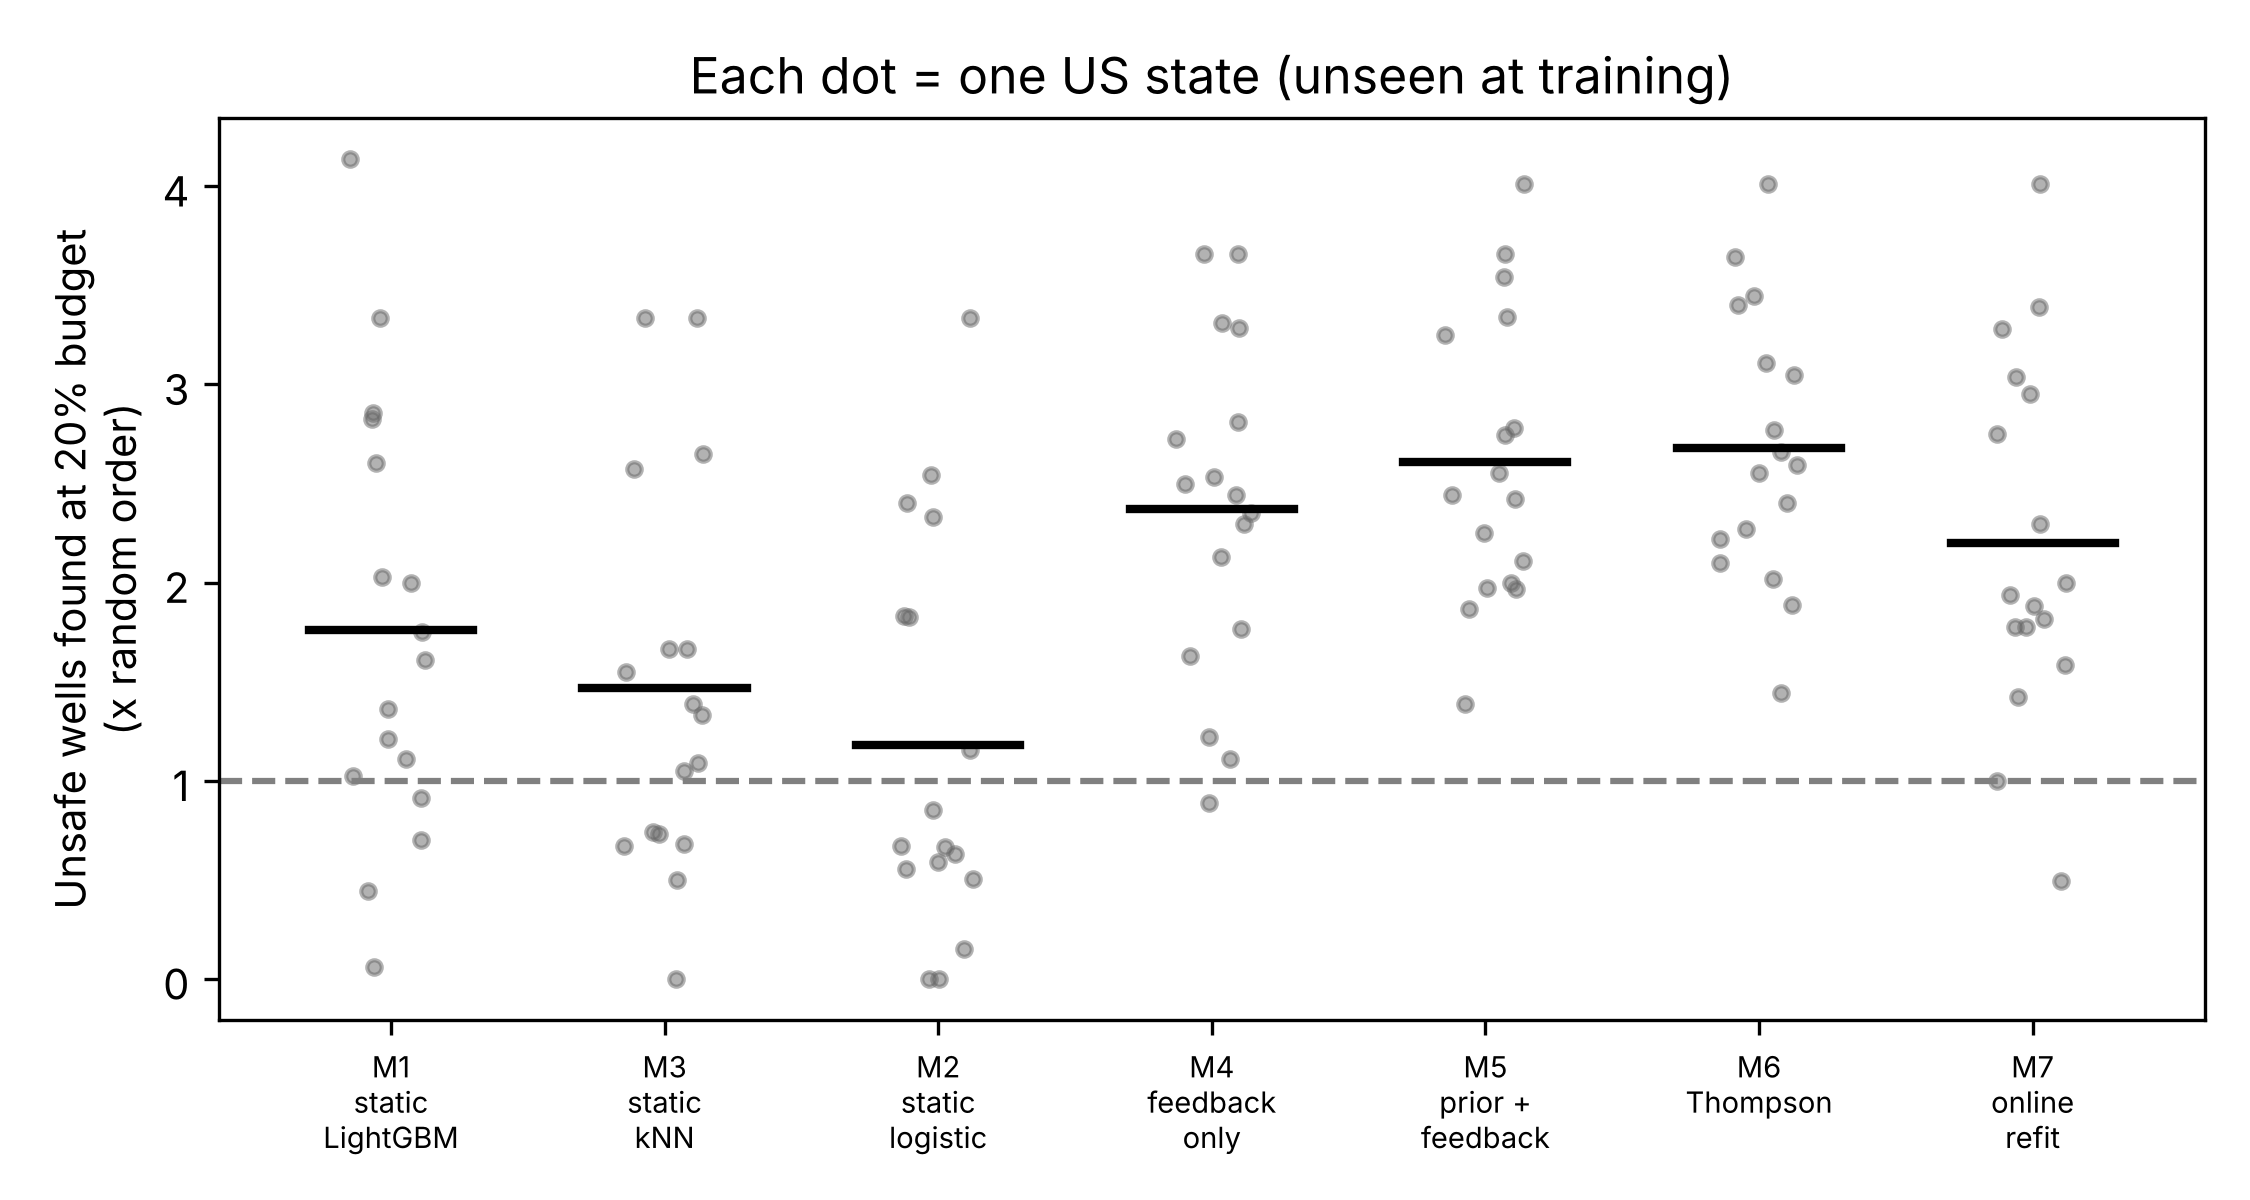 Each dot = one US state (unseen at training)
Unsafe wells found at 20% budget
(x random order)
4
3
2
1
0
M1
static
LightGBM
M3
static
kNN
M2
static
logistic
M4
feedback
only
M5
prior +
feedback
M6
Thompson
M7
online
refit